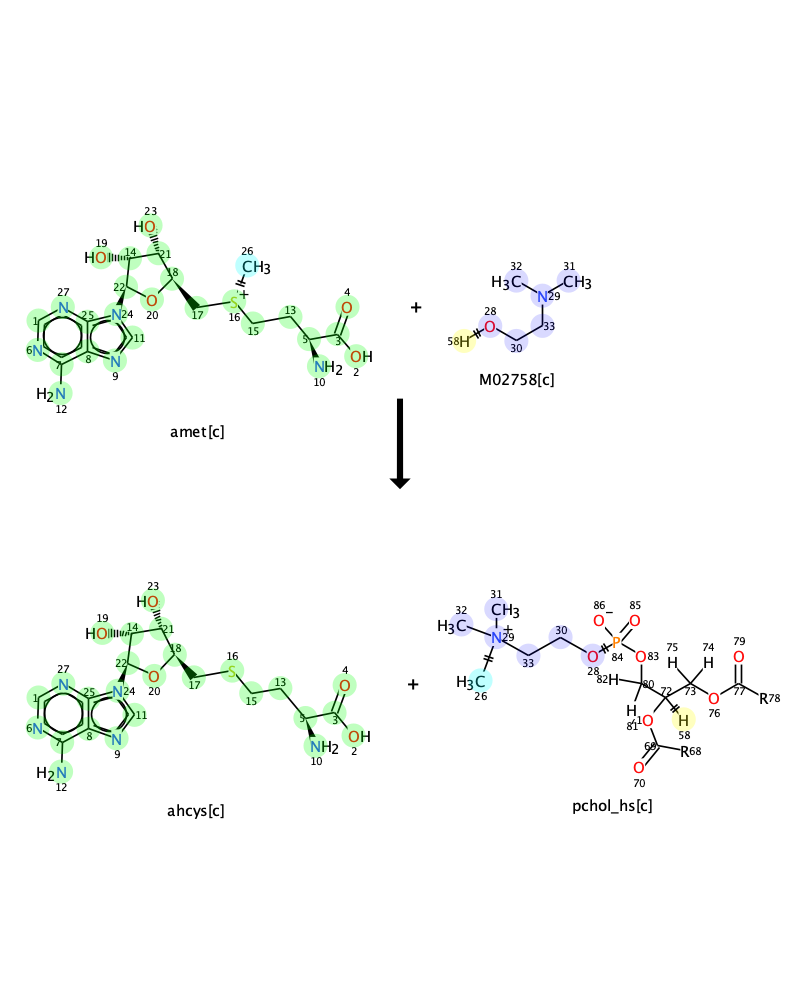 23
HO
26
19
HO
14
21
CH3
18
27
N
22
O
20
S
+
16
17
15
13
4
O
+
32
H3C
31
CH3
N
29
28
O
58
H
30
33
1
25
N
24
11
6
N
8
7
N
9
5
3
OH
2
NH2
10
H2N
12
M02758[c]
amet[c]
23
HO
19
HO
14
21
16
S
18
27
N
22
O
20
17
15
13
4
O
+
31
CH3
32
H3C
N
+
29
30
33
O
28
H3C
26
86
O
−
85
O
P
84
O
83
75
H
74
H
79
O
82
H
80
72
73
77
R
78
O
76
H
81
O
71
H
58
69
R
68
O
70
1
25
N
24
11
6
N
8
7
N
9
5
3
OH
2
NH2
10
H2N
12
pchol_hs[c]
ahcys[c]